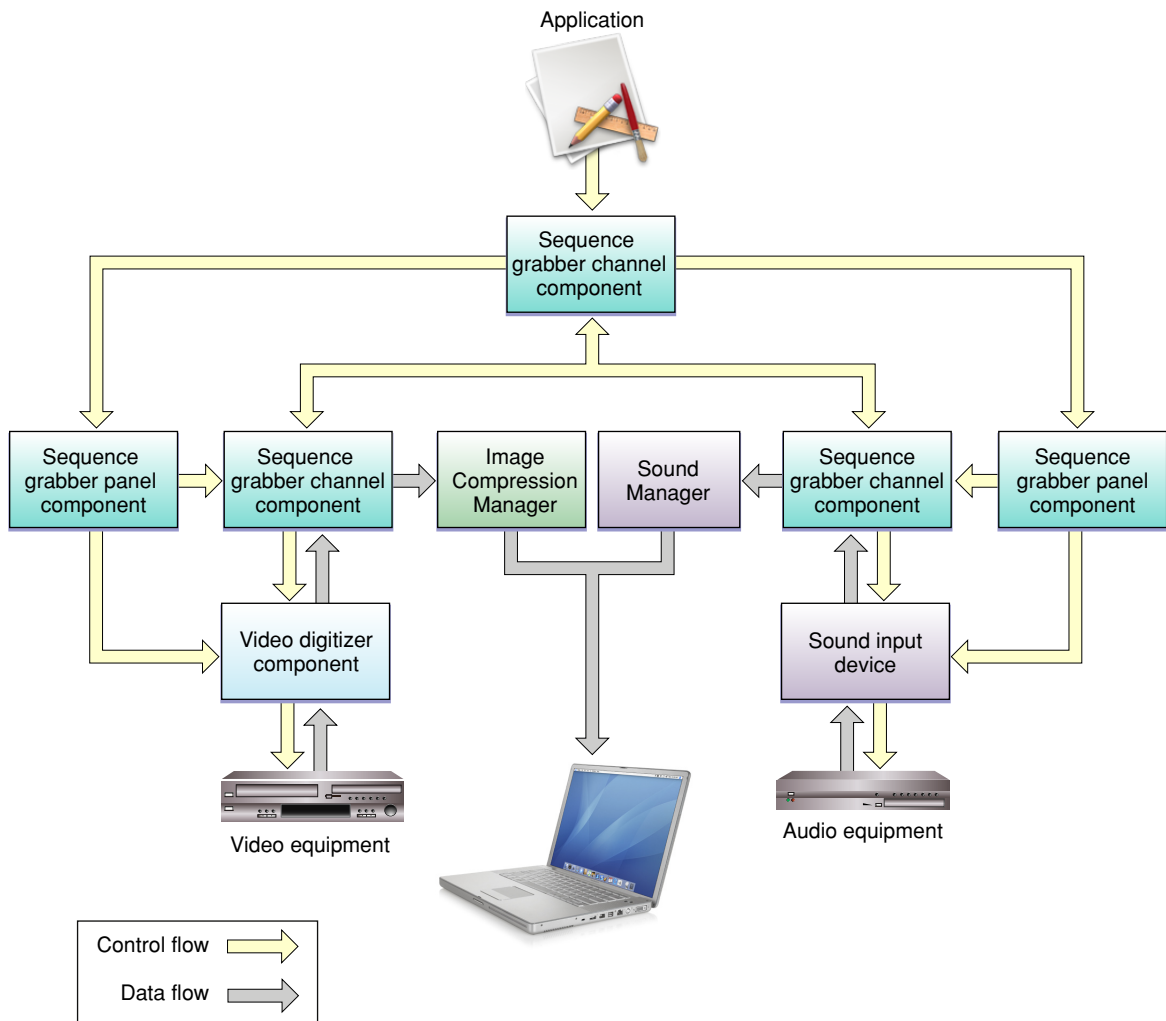 Application
Sequence
grabber channel
component
Sequence
grabber panel
component
Sequence
grabber channel
component
Image
Compression
Manager
Sound
Manager
Sequence
grabber channel
component
Sequence
grabber panel
component
Video digitizer
component
Sound input
device
Video equipment
Audio equipment
Control flow
Data flow